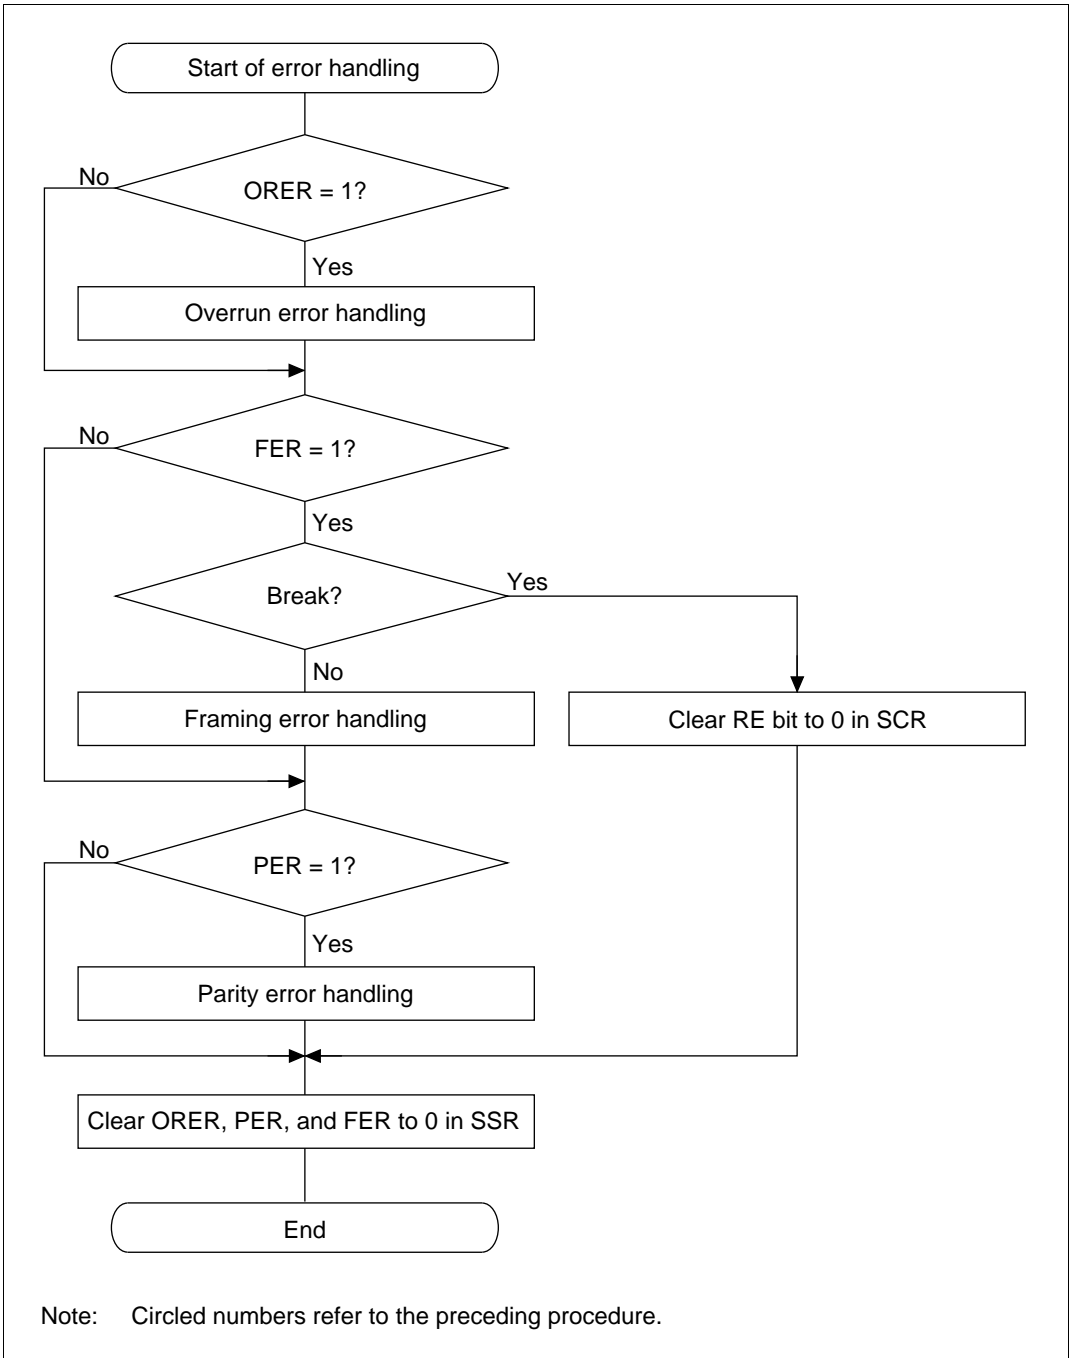 Start of error handling
No
ORER = 1?
Yes
Overrun error handling
No
FER = 1?
Yes
Break?
Yes
No
Framing error handling
Clear RE bit to 0 in SCR
No
PER = 1?
Yes
Parity error handling
Clear ORER, PER, and FER to 0 in SSR
End
Note: Circled numbers refer to the preceding procedure.